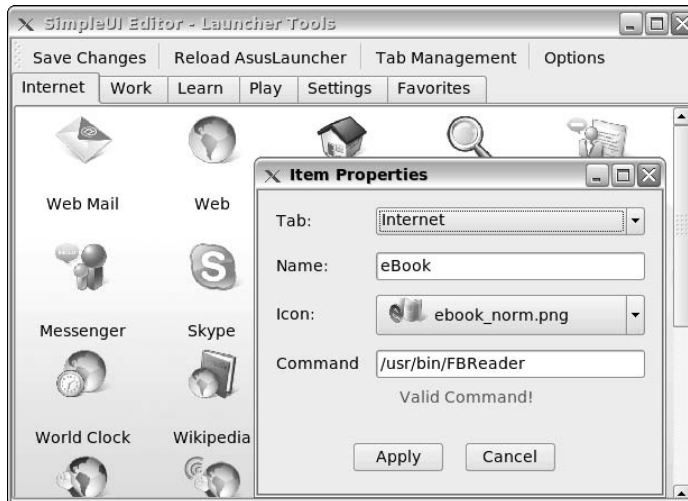 SimpleUI Editor - Launcher Tools
Save Changes Reload AsusLauncher Tab Management Options
Internet Work Learn Play Settings Favorites
Web Mail Web
Item Properties
Tab: Internet
Name: eBook
Icon: ebook_norm.png
Messenger Skype
Command /usr/bin/FBReader
Valid Command!
World Clock Wikipedia
Apply Cancel